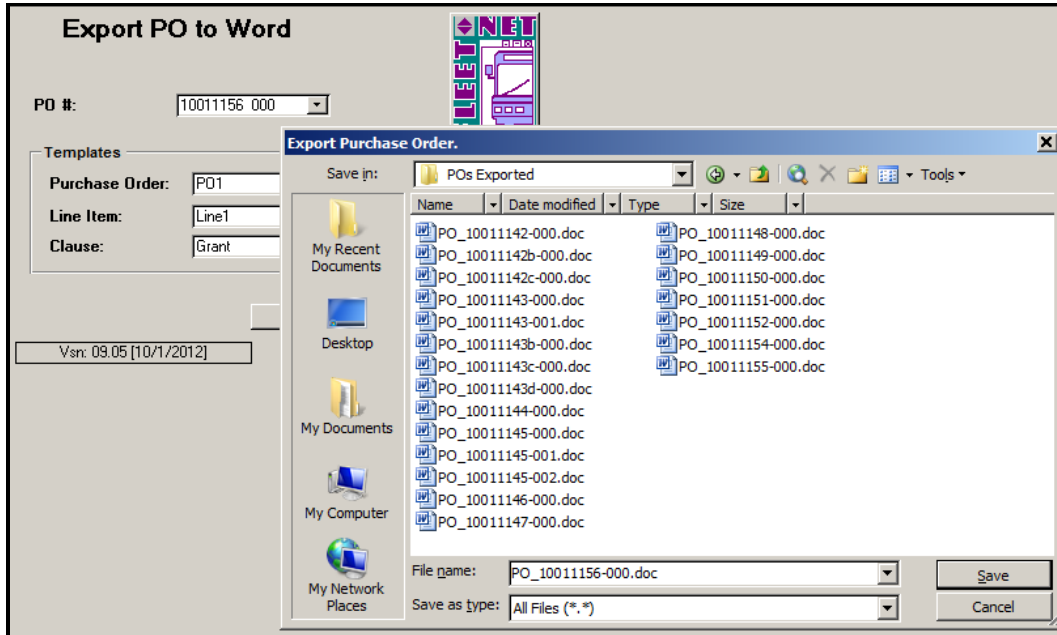 Export PO to Word
NET
FLEET
PO #: 10011156 000
Templates
Purchase Order: PO1
Line Item: Line1
Clause: Grant
Vsn: 09.05 [10/1/2012]
Export Purchase Order.
Save in: POs Exported Tools
Name Date modified Type Size
My Recent Documents
Desktop
My Documents
My Computer
My Network Places
PO_10011142-000.doc
PO_10011142b-000.doc
PO_10011142c-000.doc
PO_10011143-000.doc
PO_10011143-001.doc
PO_10011143b-000.doc
PO_10011143c-000.doc
PO_10011143d-000.doc
PO_10011144-000.doc
PO_10011145-000.doc
PO_10011145-001.doc
PO_10011145-002.doc
PO_10011146-000.doc
PO_10011147-000.doc
PO_10011148-000.doc
PO_10011149-000.doc
PO_10011150-000.doc
PO_10011151-000.doc
PO_10011152-000.doc
PO_10011154-000.doc
PO_10011155-000.doc
File name: PO_10011156-000.doc Save
Save as type: All Files (*.*) Cancel